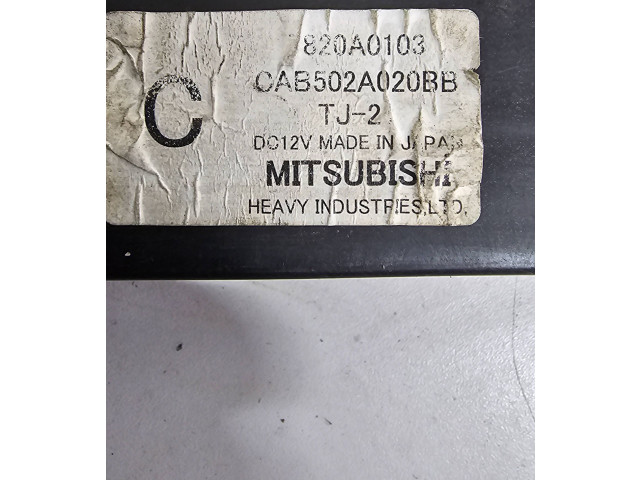 820A0103
C
CAB502A020BB
TJ-2
DC12V MADE IN JAPAN
MITSUBISHI
HEAVY INDUSTRIES,LTD.